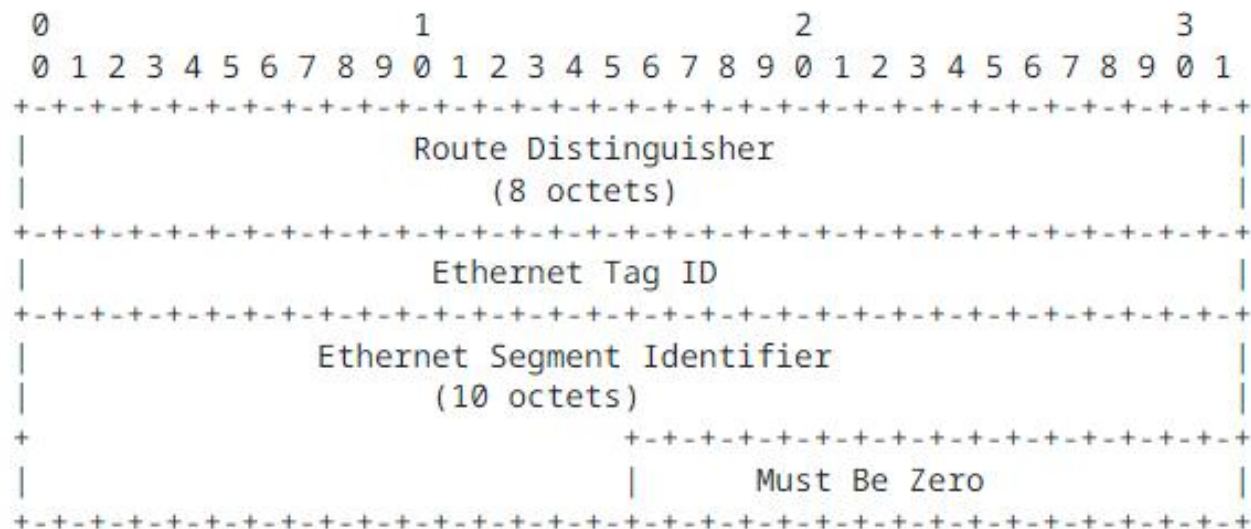 0                   1                   2                   3
 0 1 2 3 4 5 6 7 8 9 0 1 2 3 4 5 6 7 8 9 0 1 2 3 4 5 6 7 8 9 0 1
+-+-+-+-+-+-+-+-+-+-+-+-+-+-+-+-+-+-+-+-+-+-+-+-+-+-+-+-+-+-+-+-+
|                    Route Distinguisher                        |
|                        (8 octets)                             |
+-+-+-+-+-+-+-+-+-+-+-+-+-+-+-+-+-+-+-+-+-+-+-+-+-+-+-+-+-+-+-+-+
|                     Ethernet Tag ID                           |
+-+-+-+-+-+-+-+-+-+-+-+-+-+-+-+-+-+-+-+-+-+-+-+-+-+-+-+-+-+-+-+-+
|               Ethernet Segment Identifier                     |
|                     (10 octets)                               |
+                               +-+-+-+-+-+-+-+-+-+-+-+-+-+-+-+-+
|                               |      Must Be Zero             |
+-+-+-+-+-+-+-+-+-+-+-+-+-+-+-+-+-+-+-+-+-+-+-+-+-+-+-+-+-+-+-+-+